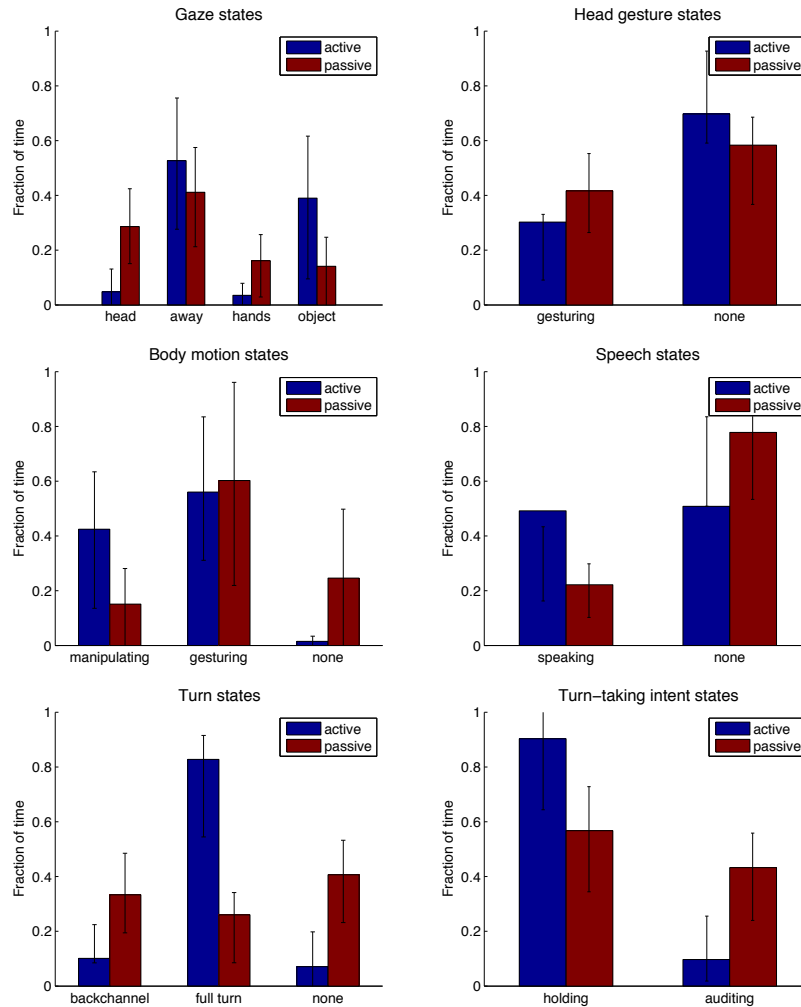 Gaze states
active
passive
Fraction of time
1
0.8
0.6
0.4
0.2
0
head away hands object
Head gesture states
active
passive
Fraction of time
1
0.8
0.6
0.4
0.2
0
gesturing none
Body motion states
active
passive
Fraction of time
1
0.8
0.6
0.4
0.2
0
manipulating gesturing none
Speech states
active
passive
Fraction of time
1
0.8
0.6
0.4
0.2
0
speaking none
Turn states
active
passive
Fraction of time
1
0.8
0.6
0.4
0.2
0
backchannel full turn none
Turn-taking intent states
active
passive
Fraction of time
1
0.8
0.6
0.4
0.2
0
holding auditing